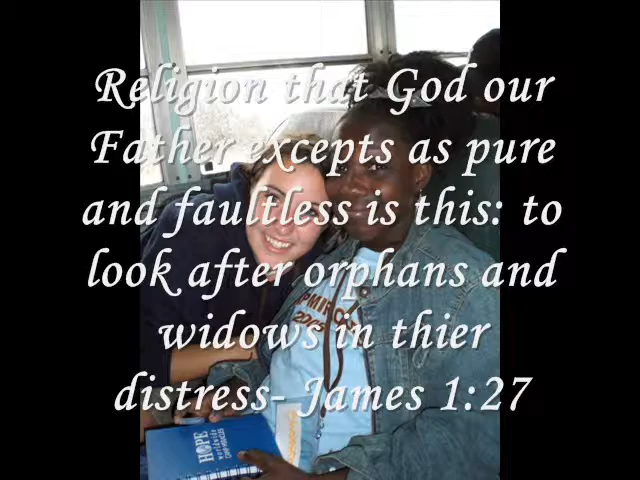 Religion that God our
Father excepts as pure
and faultless is this: to
look after orphans and
widows in thier
distress- James 1:27
HOPE
worldwide